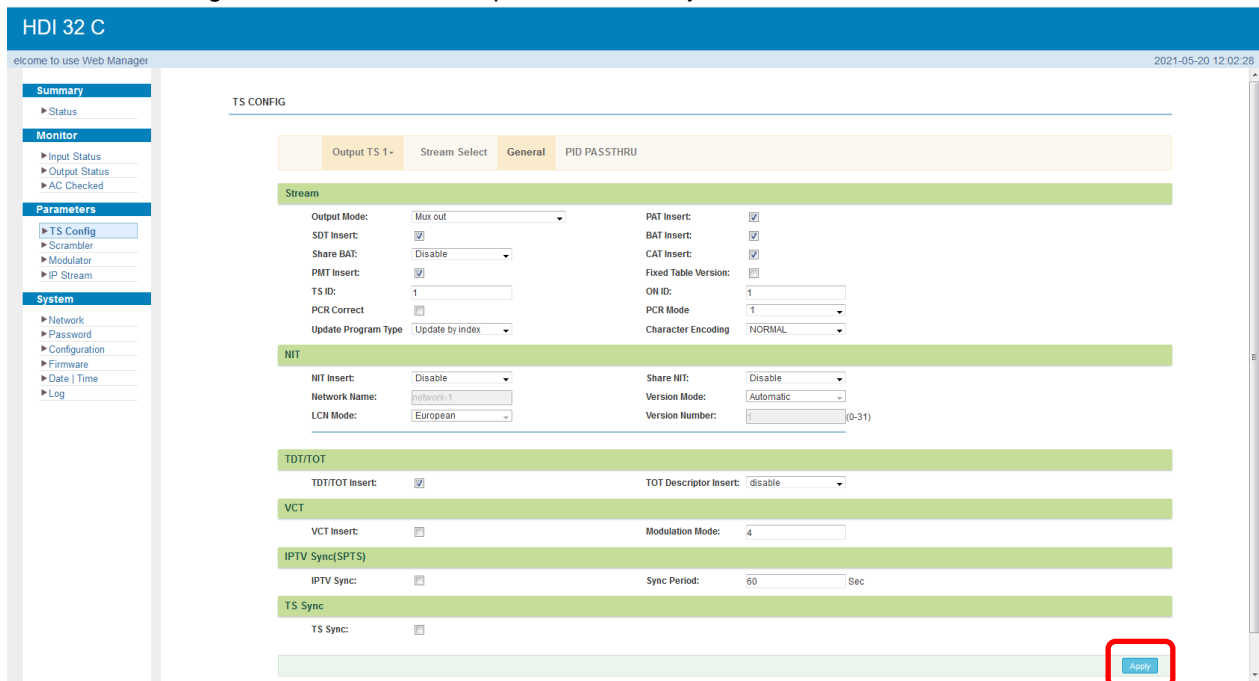 HDI 32 C
elcome to use Web Manager
2021-05-20 12:02:28
Summary
Status
Monitor
Input Status
Output Status
AC Checked
Parameters
TS Config
Scrambler
Modulator
IP Stream
System
Network
Password
Configuration
Firmware
Date | Time
Log
TS CONFIG
Output TS 1 Stream Select General PID PASSTHRU
Stream
Output Mode: Mux out PAT Insert:
SDT Insert: BAT Insert:
Share BAT: Disable CAT Insert:
PMT Insert: Fixed Table Version:
TS ID: 1 ON ID: 1
PCR Correct PCR Mode 1
Update Program Type Update by index Character Encoding NORMAL
NIT
NIT Insert: Disable Share NIT: Disable
Network Name: network-1 Version Mode: Automatic
LCN Mode: European Version Number: 1 (0-31)
TDT/TOT
TDT/TOT Insert: TOT Descriptor Insert: disable
VCT
VCT Insert: Modulation Mode: 4
IPTV Sync(SPTS)
IPTV Sync: Sync Period: 60 Sec
TS Sync
TS Sync:
Apply